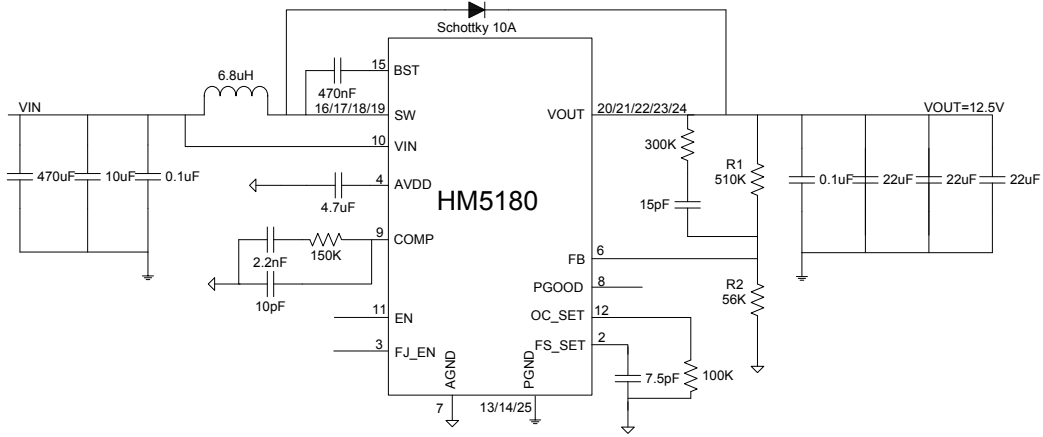 Schottky 10A
6.8uH
470nF
15
BST
VIN
16/17/18/19
SW
VOUT
20/21/22/23/24
VOUT=12.5V
10
VIN
300K
R1
510K
470uF
10uF
0.1uF
4
AVDD
4.7uF
HM5180
15pF
0.1uF
22uF
22uF
22uF
9
COMP
2.2nF
150K
10pF
FB
6
PGOOD
8
R2
56K
11
EN
OC_SET
12
3
FJ_EN
FS_SET
2
AGND
PGND
7.5pF
100K
7
13/14/25